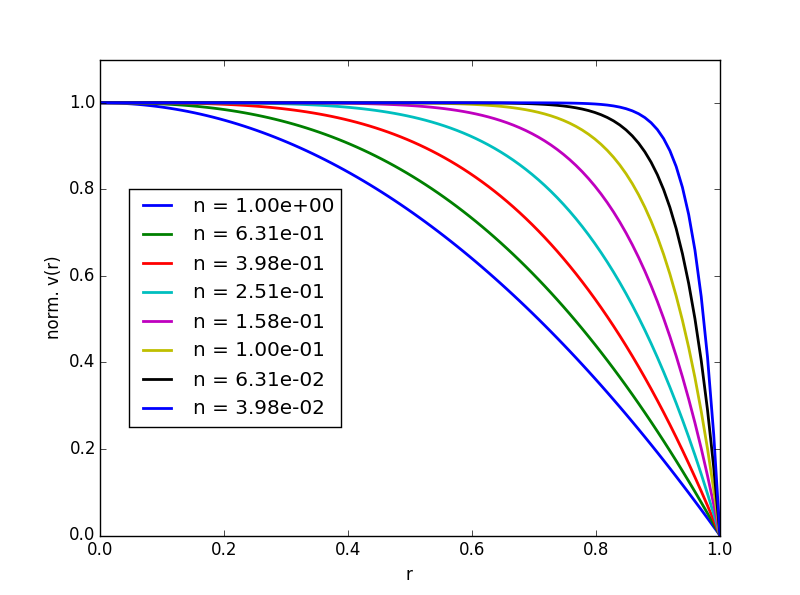 1.0
0.8
0.6
0.4
0.2
0.0
norm. v(r)
n = 1.00e+00
n = 6.31e-01
n = 3.98e-01
n = 2.51e-01
n = 1.58e-01
n = 1.00e-01
n = 6.31e-02
n = 3.98e-02
0.0 0.2 0.4 0.6 0.8 1.0
r